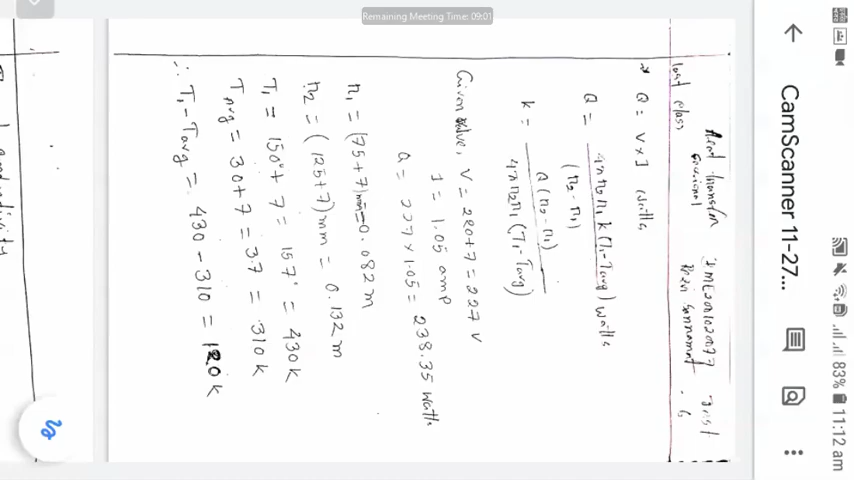 Remaining Meeting Time: 09:01
CamScanner 11-27...
83% 11:12 am
Heat transfer
last class
* Q = V×I watts
Q = 4π r2 r1 k (T1-Tavg) / (r2-r1) watts
k = Q (r2-r1) / 4π r2 r1 (T1-Tavg)
Given value, V = 220+7 = 227 V
I = 1.05 amp
Q = 227×1.05 = 238.35 watts
r1 = (75+7)mm = 0.082 m
r2 = (125+7)mm = 0.132 m
T1 = 150°+7 = 157° = 430 k
Tavg = 30+7 = 37 = 310 k
∴ T1-Tavg = 430-310 = 120 k